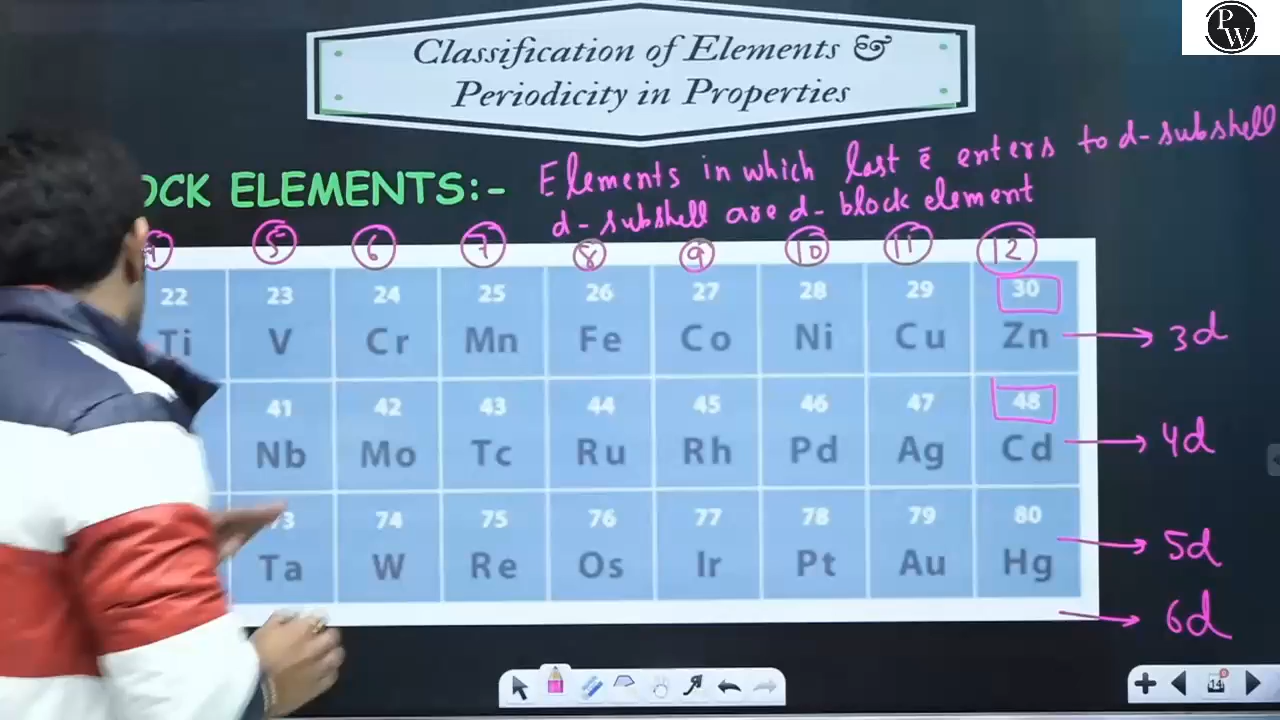 PW
Classification of Elements &
Periodicity in Properties
OCK ELEMENTS:- Elements in which last ē enters to d-subshell
d-subshell are d-block element
4 5 6 7 8 9 10 11 12
22 23 24 25 26 27 28 29 30
Ti V Cr Mn Fe Co Ni Cu Zn → 3d
41 42 43 44 45 46 47 48
Nb Mo Tc Ru Rh Pd Ag Cd → 4d
73 74 75 76 77 78 79 80
Ta W Re Os Ir Pt Au Hg → 5d
→ 6d